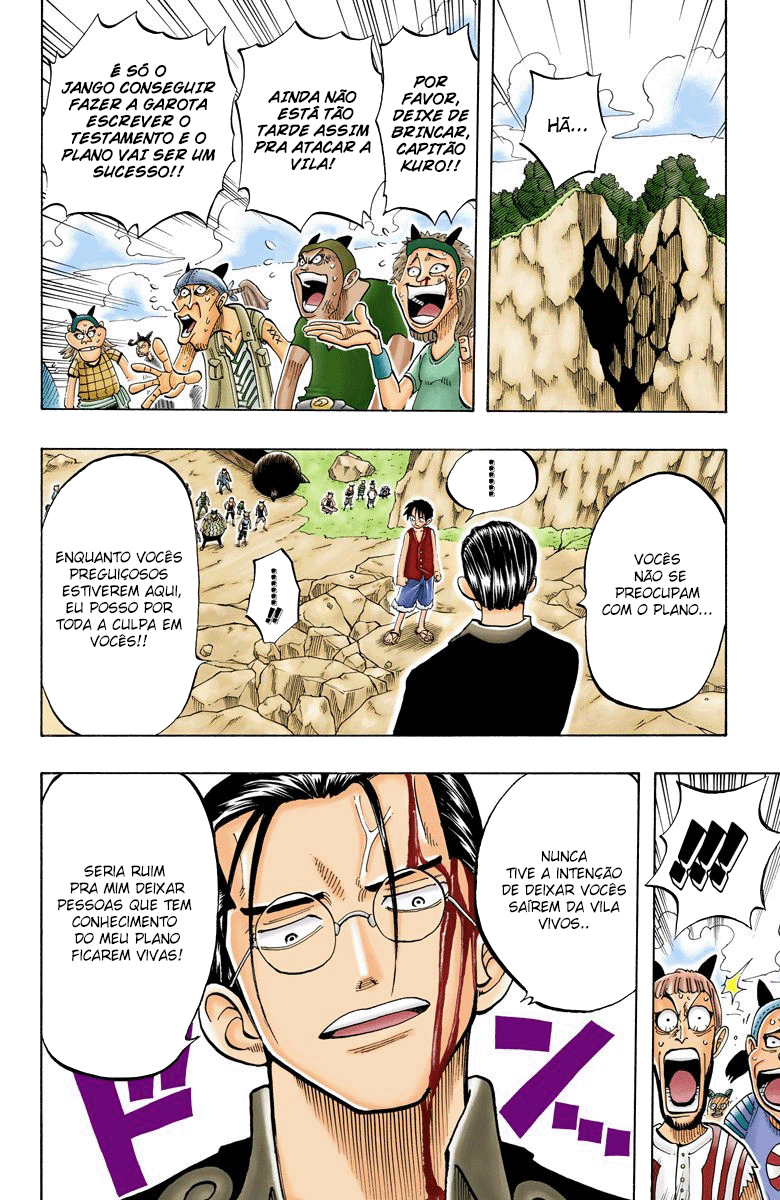 HÃ...
POR
FAVOR,
DEIXE DE
BRINCAR,
CAPITÃO
KURO!!
AINDA NÃO
ESTÁ TÃO
TARDE ASSIM
PRA ATACAR A
VILA!
É SÓ O
JANGO CONSEGUIR
FAZER A GAROTA
ESCREVER O
TESTAMENTO E O
PLANO VAI SER UM
SUCESSO!!
......
VOCÊS
NÃO SE
PREOCUPAM
COM O PLANO...
ENQUANTO VOCÊS
PREGUIÇOSOS
ESTIVEREM AQUI,
EU POSSO POR
TODA A CULPA EM
VOCÊS!!
......!!
!!!!
NUNCA
TIVE A INTENÇÃO
DE DEIXAR VOCÊS
SAÍREM DA VILA
VIVOS..
SERIA RUIM
PRA MIM DEIXAR
PESSOAS QUE TEM
CONHECIMENTO
DO MEU PLANO
FICAREM VIVAS!
ドン...